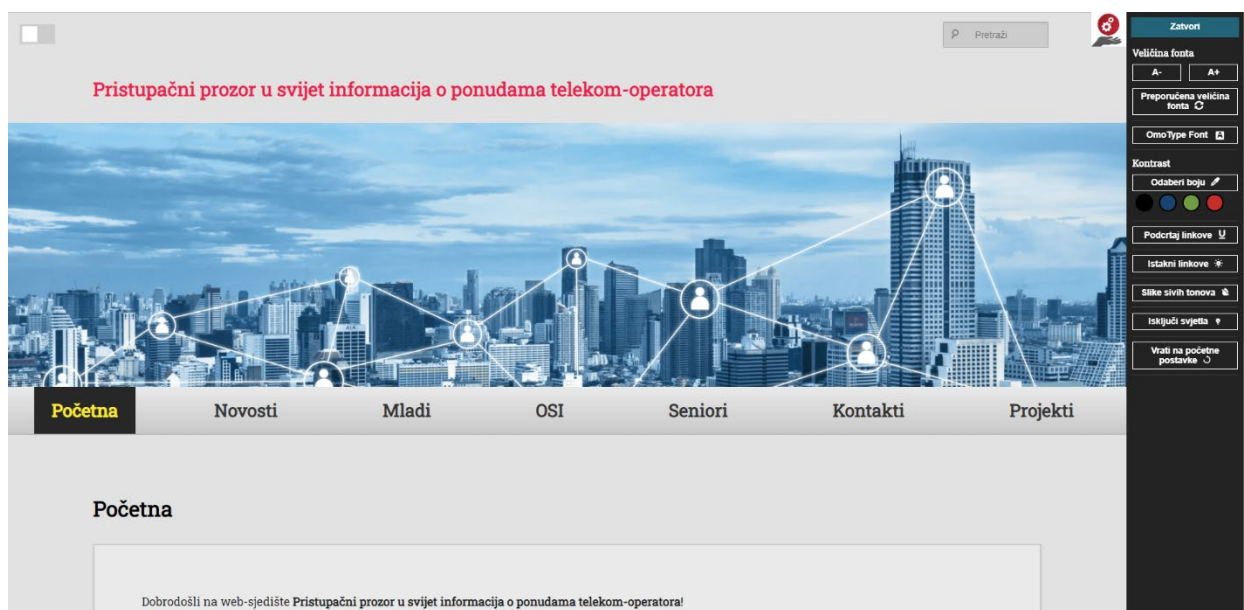 Pretraži
Pristupačni prozor u svijet informacija o ponudama telekom-operatora
Početna
Novosti
Mladi
OSI
Seniori
Kontakti
Projekti
Početna
Dobrodošli na web-sjedište Pristupačni prozor u svijet informacija o ponudama telekom-operatora!
Zatvori
Veličina fonta
A-
A+
Preporučena veličina
fonta
OmoType Font
Kontrast
Odaberi boju
Podcrtaj linkove
Istakni linkove
Slike sivih tonova
Isključi svjetla
Vrati na početne
postavke